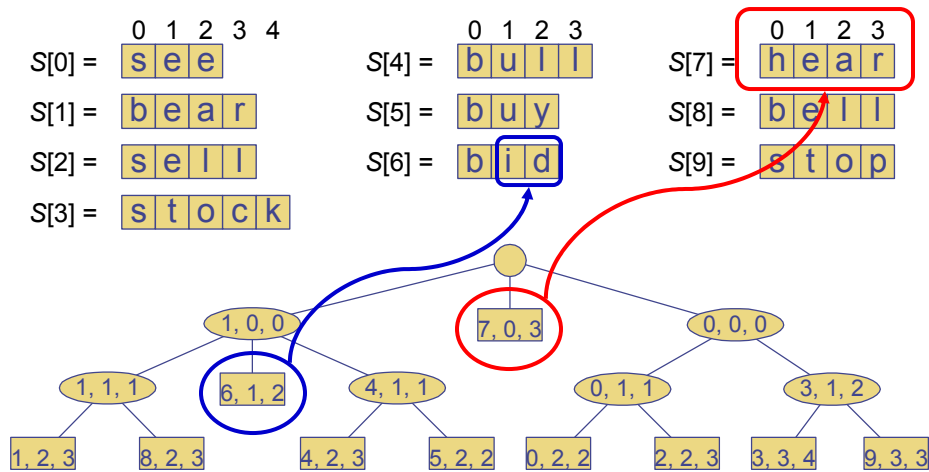 0 1 2 3 4
0 1 2 3
0 1 2 3
S[0] = s e e
S[4] = b u l l
S[7] = h e a r
S[1] = b e a r
S[5] = b u y
S[8] = b e l l
S[2] = s e l l
S[6] = b i d
S[9] = s t o p
S[3] = s t o c k
1, 0, 0
7, 0, 3
0, 0, 0
1, 1, 1
6, 1, 2
4, 1, 1
0, 1, 1
3, 1, 2
1, 2, 3
8, 2, 3
4, 2, 3
5, 2, 2
0, 2, 2
2, 2, 3
3, 3, 4
9, 3, 3